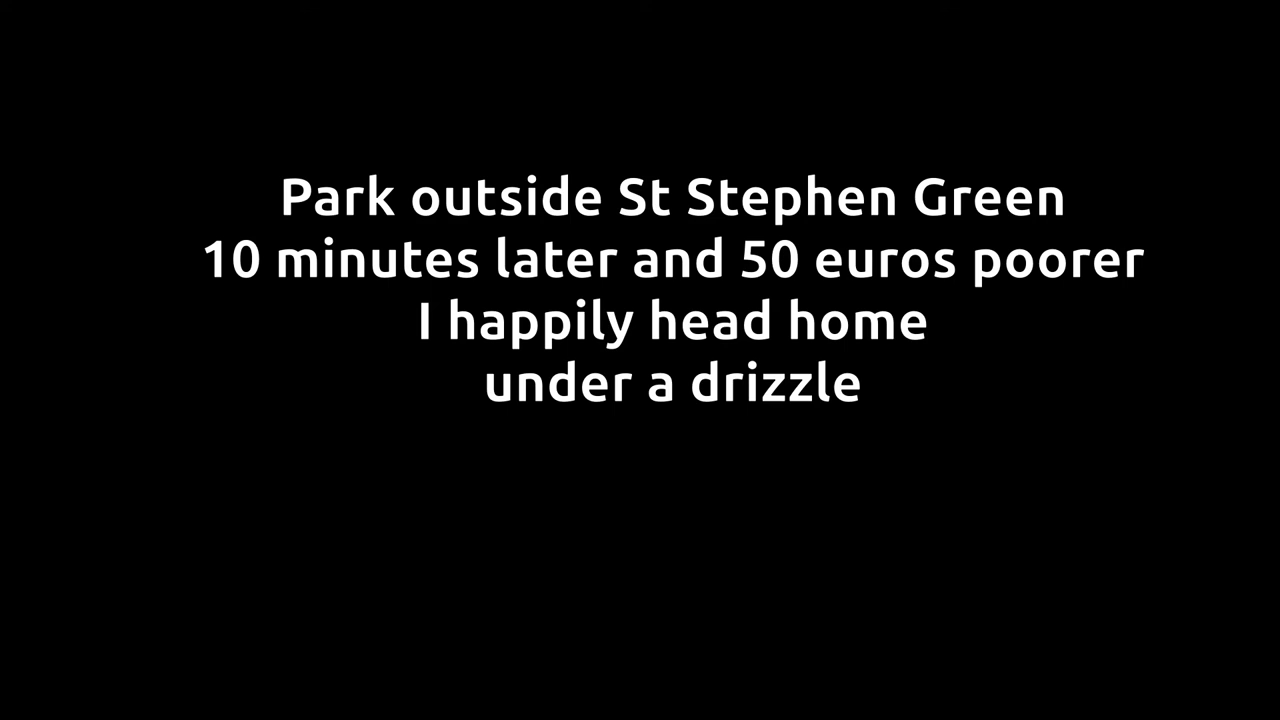 Park outside St Stephen Green
10 minutes later and 50 euros poorer
I happily head home
under a drizzle